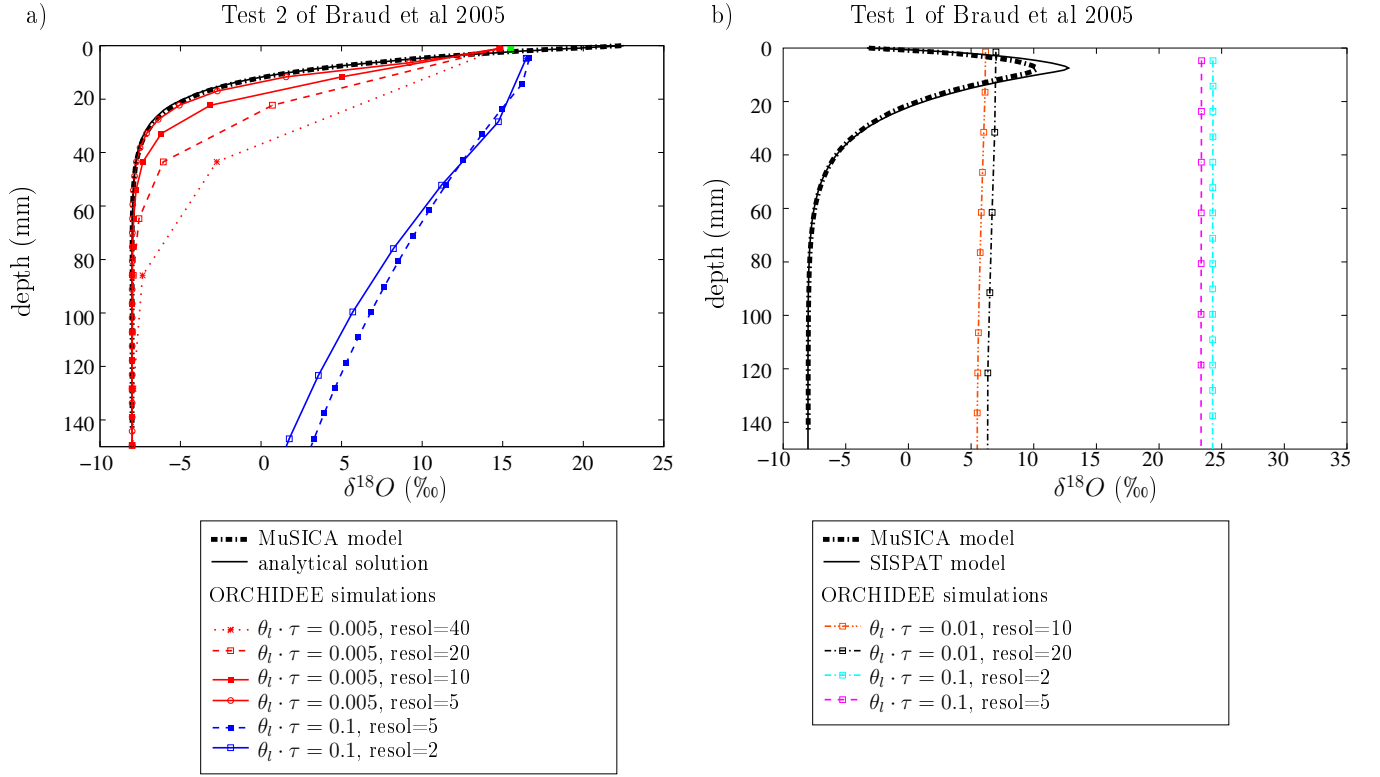 a)
Test 2 of Braud et al 2005
0
20
40
60
80
100
120
140
depth (mm)
−10 −5 0 5 10 15 20 25
δ¹⁸O (‰)
MuSICA model
analytical solution
ORCHIDEE simulations
θₗ · τ = 0.005, resol=40
θₗ · τ = 0.005, resol=20
θₗ · τ = 0.005, resol=10
θₗ · τ = 0.005, resol=5
θₗ · τ = 0.1, resol=5
θₗ · τ = 0.1, resol=2
b)
Test 1 of Braud et al 2005
0
20
40
60
80
100
120
140
depth (mm)
−10 −5 0 5 10 15 20 25 30 35
δ¹⁸O (‰)
MuSICA model
SISPAT model
ORCHIDEE simulations
θₗ · τ = 0.01, resol=10
θₗ · τ = 0.01, resol=20
θₗ · τ = 0.1, resol=2
θₗ · τ = 0.1, resol=5